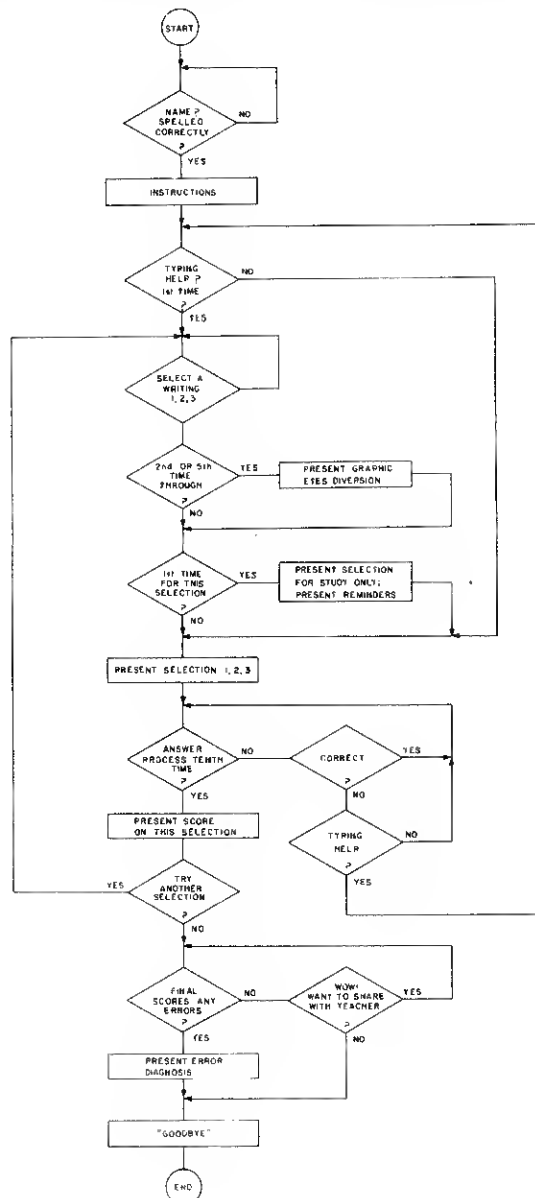 START
NAME ?
SPELLED
CORRECTLY
?
NO
YES
INSTRUCTIONS
TYPING
HELP ?
1st TIME
?
NO
YES
SELECT A
WRITING
1, 2, 3
2nd OR 5th
TIME
THROUGH
?
YES
NO
PRESENT GRAPHIC
EYES DIVERSION
1st TIME
FOR THIS
SELECTION
?
YES
NO
PRESENT SELECTION
FOR STUDY ONLY;
PRESENT REMINDERS
PRESENT SELECTION 1, 2, 3
ANSWER
PROCESS TENTH
TIME
?
NO
YES
CORRECT
?
YES
NO
PRESENT SCORE
ON THIS SELECTION
TYPING
HELP
?
NO
YES
TRY
ANOTHER
SELECTION
?
YES
NO
FINAL
SCORES ANY
ERRORS
?
NO
YES
WOW!
WANT TO SHARE
WITH TEACHER
?
YES
NO
PRESENT ERROR
DIAGNOSIS
"GOODBYE"
END